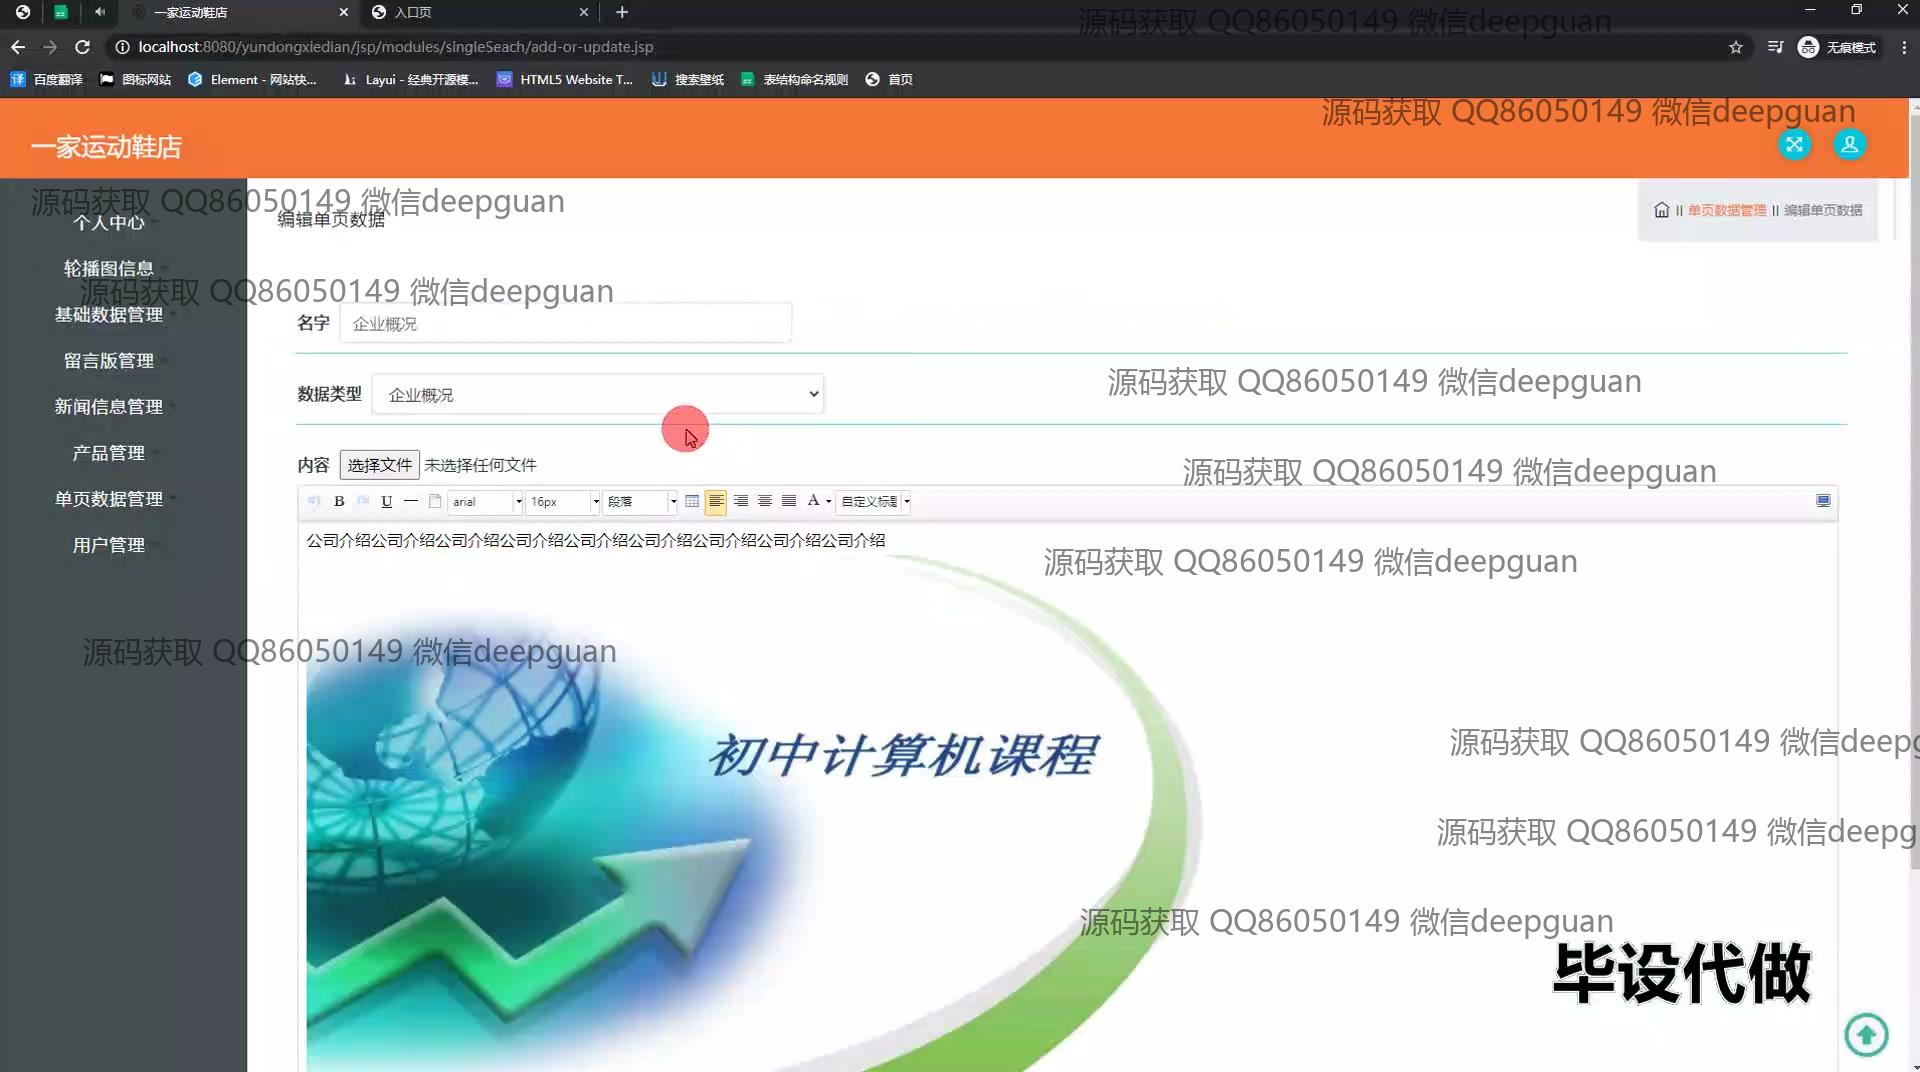 一家运动鞋店
入口页
localhost:8080/yundongxiedian/jsp/modules/singleSeach/add-or-update.jsp
无痕模式
百度翻译 图标网站 Element - 网站快... Layui - 经典开源模... HTML5 Website T... 搜索壁纸 表结构命名规则 首页
源码获取 QQ86050149 微信deepguan
源码获取 QQ86050149 微信deepguan
一家运动鞋店
源码获取 QQ86050149 微信deepguan
编辑单页数据
单页数据管理 || 编辑单页数据
个人中心
轮播图信息
基础数据管理
留言版管理
新闻信息管理
产品管理
单页数据管理
用户管理
源码获取 QQ86050149 微信deepguan
名字 企业概况
源码获取 QQ86050149 微信deepguan
数据类型 企业概况
内容 选择文件 未选择任何文件
源码获取 QQ86050149 微信deepguan
B U arial 16px 段落 A 自定义标题
公司介绍公司介绍公司介绍公司介绍公司介绍公司介绍公司介绍公司介绍公司介绍
源码获取 QQ86050149 微信deepguan
源码获取 QQ86050149 微信deepguan
初中计算机课程
源码获取 QQ86050149 微信deepg
源码获取 QQ86050149 微信deepg
源码获取 QQ86050149 微信deepguan
毕设代做